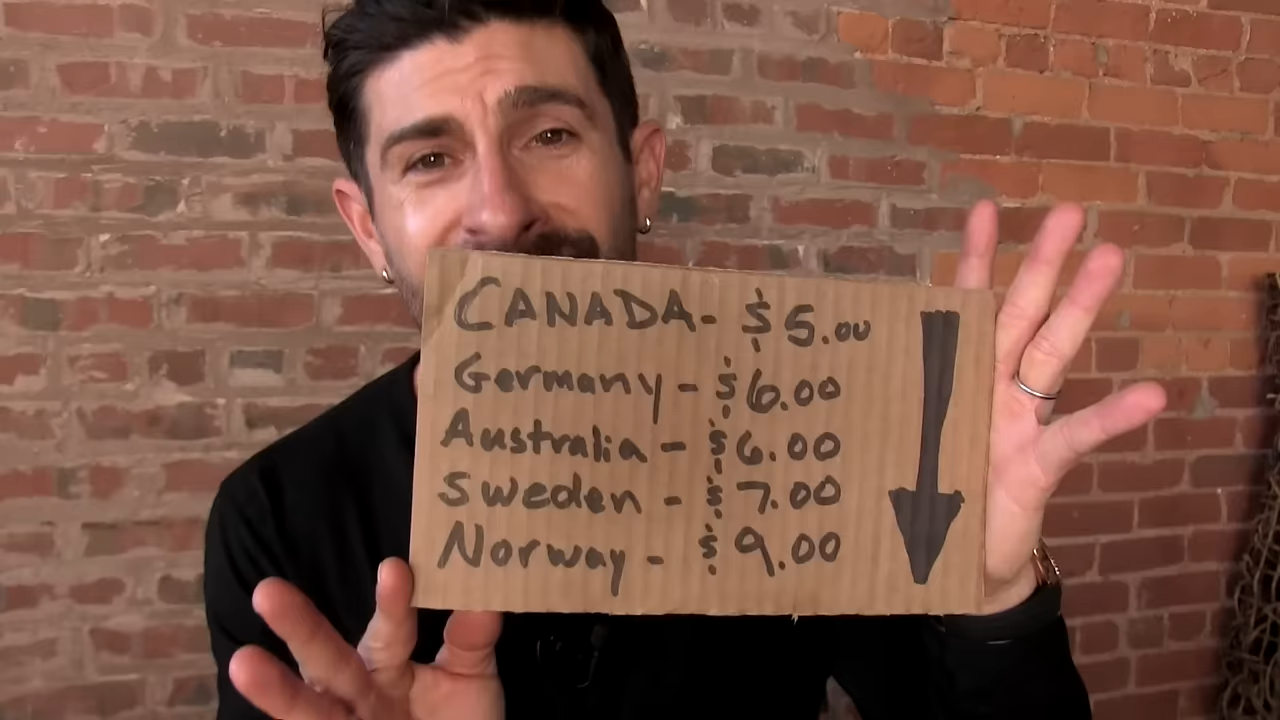 CANADA- $5.00
Germany - $6.00
Australia - $6.00
Sweden - $7.00
Norway - $9.00